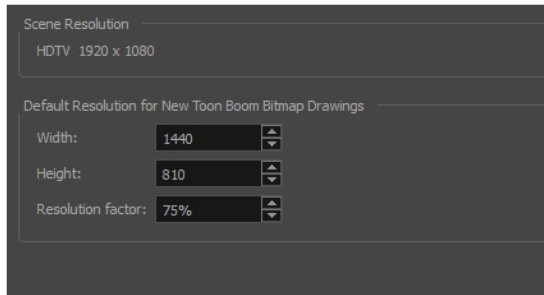 Scene Resolution
HDTV 1920 x 1080
Default Resolution for New Toon Boom Bitmap Drawings
Width: 1440
Height: 810
Resolution factor: 75%